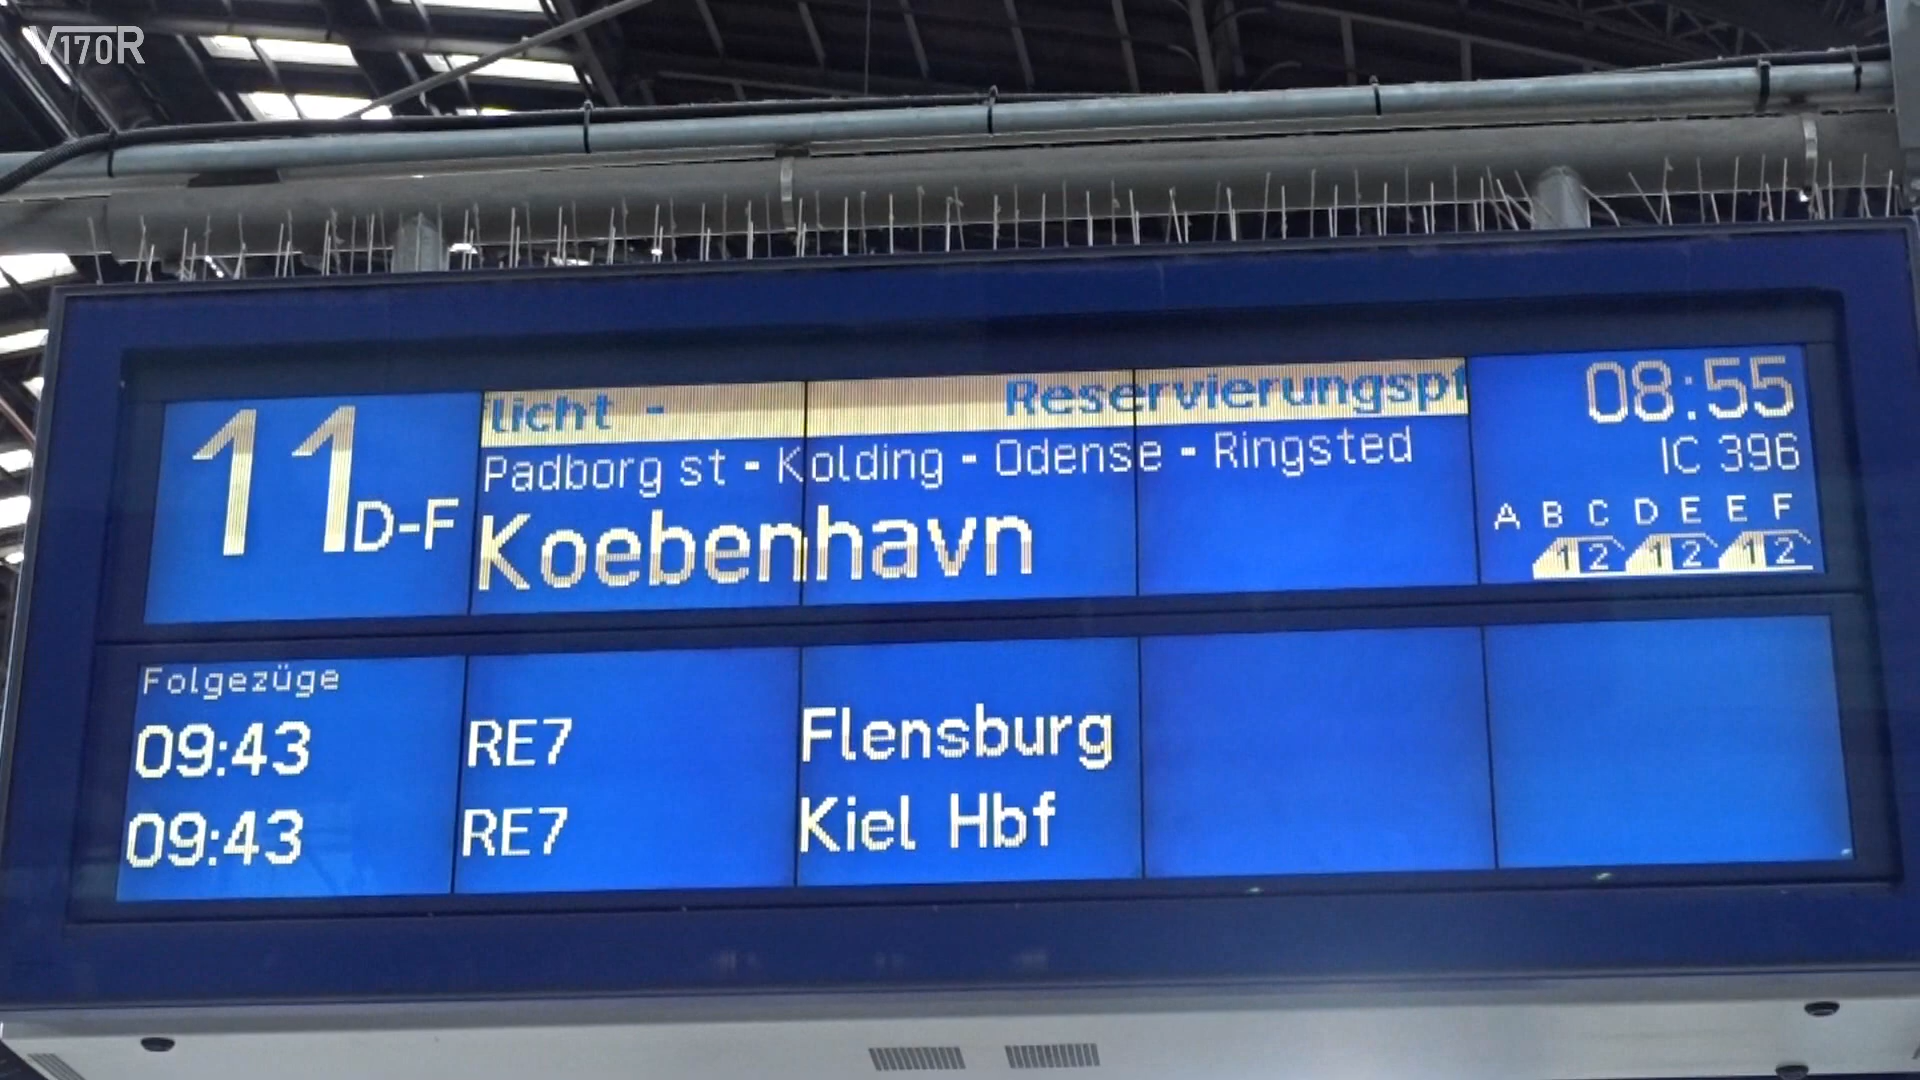 V170R
11 D-F
licht - Reservierungspf
Padborg st - Kolding - Odense - Ringsted
Koebenhavn
08:55
IC 396
A B C D E E F
1 2 1 2 1 2
Folgezüge
09:43 RE7 Flensburg
09:43 RE7 Kiel Hbf